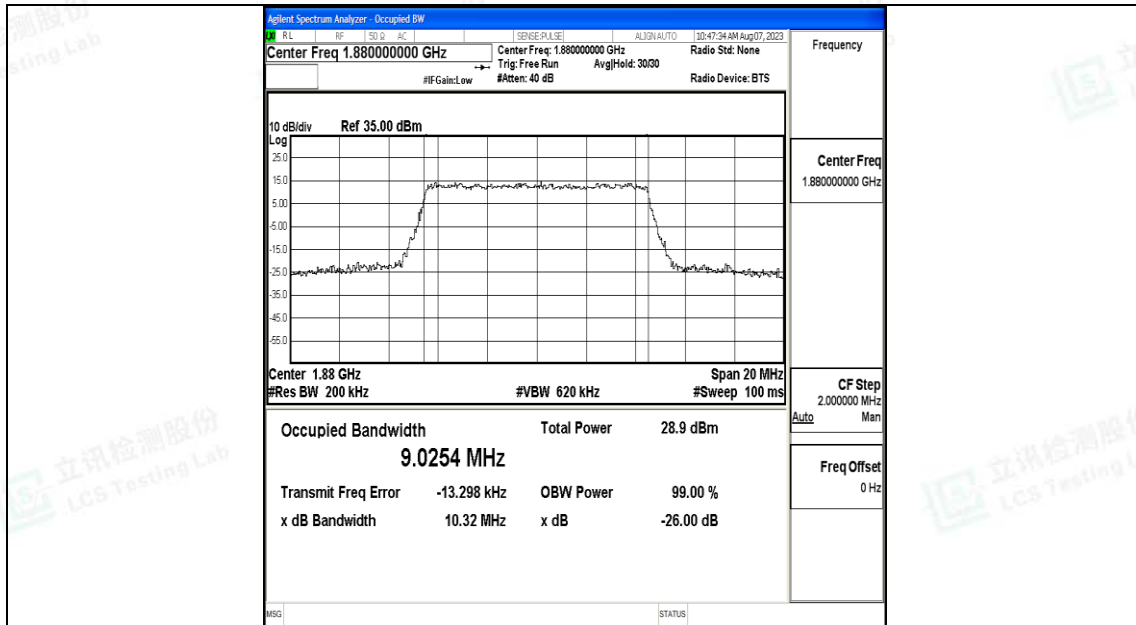 Agilent Spectrum Analyzer - Occupied BW
LXI RL RF 50 Ω AC SENSE:PULSE ALIGN AUTO 10:47:34 AM Aug 07, 2023
Center Freq 1.880000000 GHz
Center Freq: 1.880000000 GHz
Radio Std: None
Trig: Free Run Avg|Hold: 30/30
#IFGain:Low
#Atten: 40 dB
Radio Device: BTS
10 dB/div Ref 35.00 dBm
Log
25.0
15.0
5.00
-5.00
-15.0
-25.0
-35.0
-45.0
-55.0
Center 1.88 GHz Span 20 MHz
#Res BW 200 kHz #VBW 620 kHz #Sweep 100 ms
Occupied Bandwidth Total Power 28.9 dBm
9.0254 MHz
Transmit Freq Error -13.298 kHz OBW Power 99.00 %
x dB Bandwidth 10.32 MHz x dB -26.00 dB
MSG STATUS
Frequency
Center Freq
1.880000000 GHz
CF Step
2.000000 MHz
Auto Man
Freq Offset
0 Hz
立讯检测股份
LCS Testing Lab
立讯检测股份